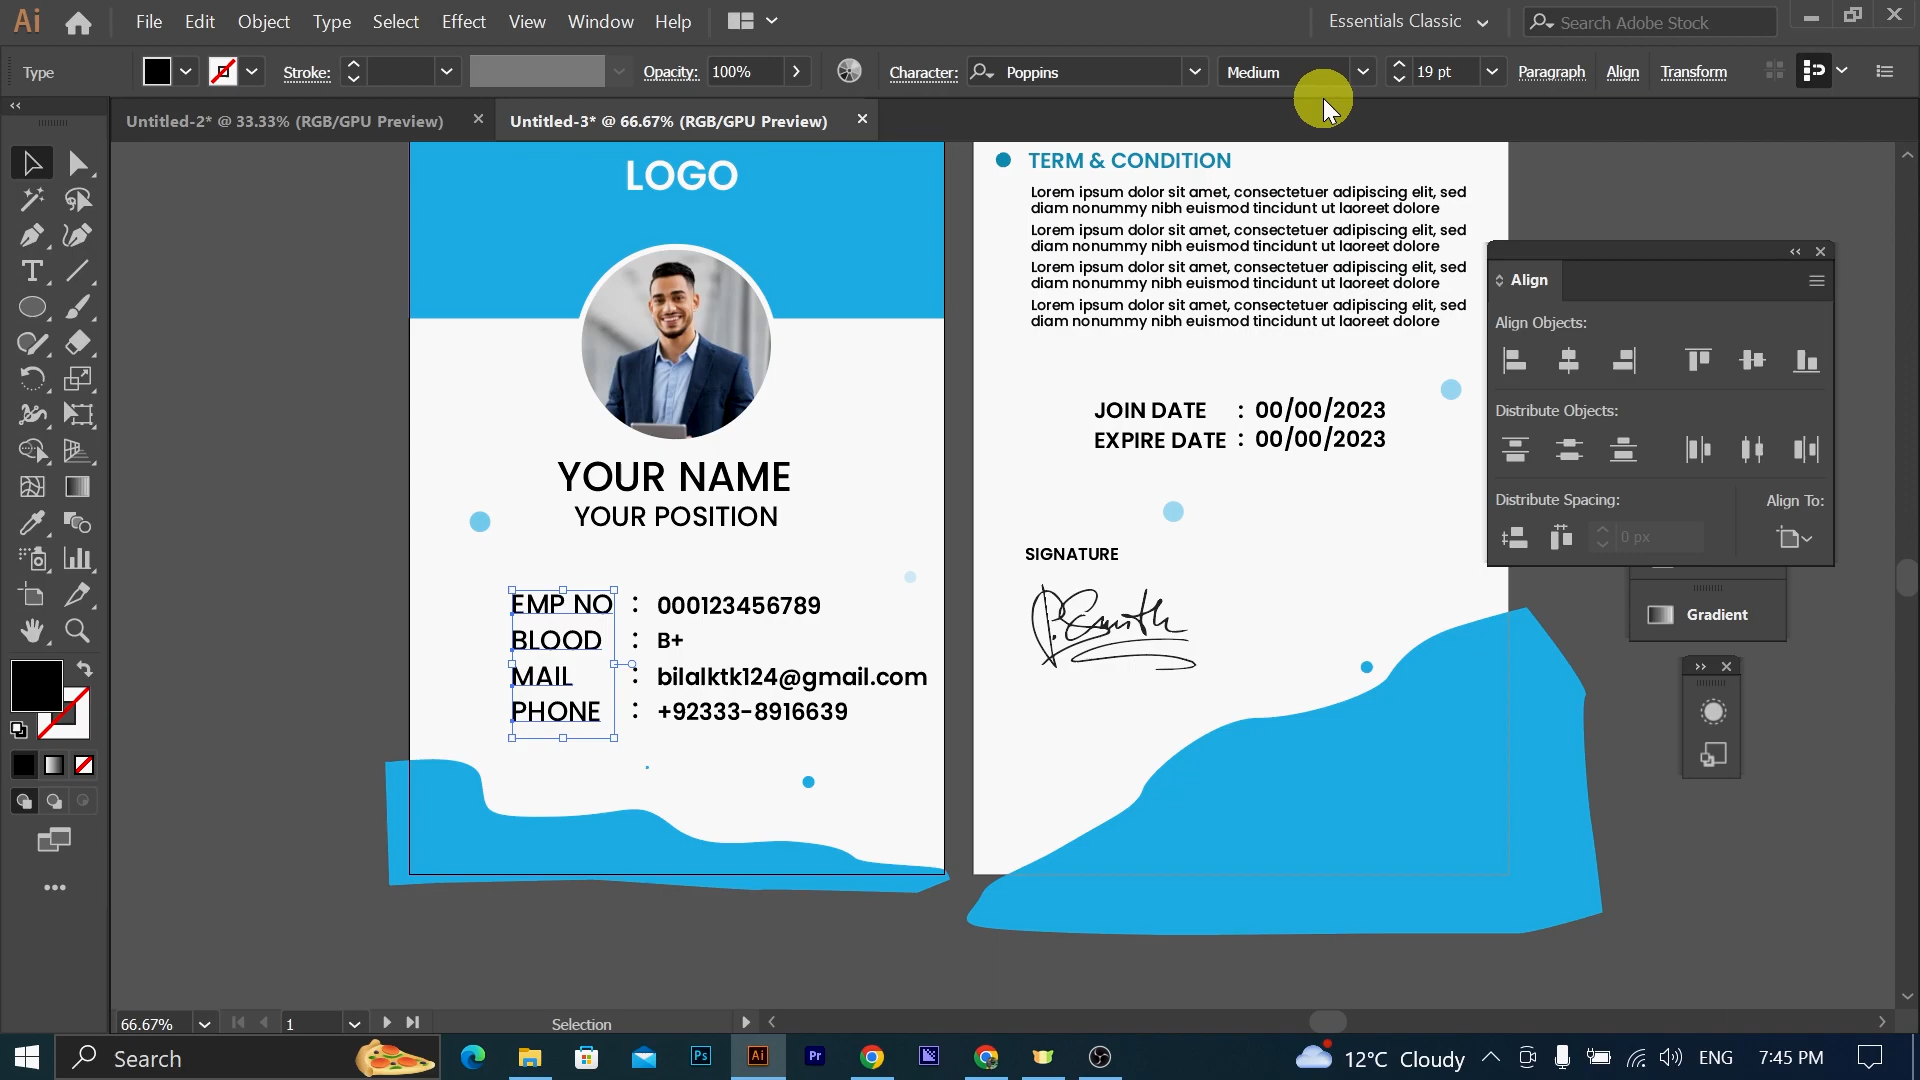 Ai File Edit Object Type Select Effect View Window Help Essentials Classic Search Adobe Stock
Type Stroke: Opacity: 100% Character: Poppins Medium 19 pt Paragraph Align Transform
Untitled-2* @ 33.33% (RGB/GPU Preview) Untitled-3* @ 66.67% (RGB/GPU Preview)
LOGO
YOUR NAME
YOUR POSITION
EMP NO : 000123456789
BLOOD : B+
MAIL : bilalktk124@gmail.com
PHONE : +92333-8916639
TERM & CONDITION
Lorem ipsum dolor sit amet, consectetuer adipiscing elit, sed
diam nonummy nibh euismod tincidunt ut laoreet dolore
Lorem ipsum dolor sit amet, consectetuer adipiscing elit, sed
diam nonummy nibh euismod tincidunt ut laoreet dolore
Lorem ipsum dolor sit amet, consectetuer adipiscing elit, sed
diam nonummy nibh euismod tincidunt ut laoreet dolore
Lorem ipsum dolor sit amet, consectetuer adipiscing elit, sed
diam nonummy nibh euismod tincidunt ut laoreet dolore
JOIN DATE : 00/00/2023
EXPIRE DATE : 00/00/2023
SIGNATURE
P.Smith
Align
Align Objects:
Distribute Objects:
Distribute Spacing: Align To:
0 px
Gradient
66.67% 1 Selection
Search Ps Ai Pr 12°C Cloudy ENG 7:45 PM